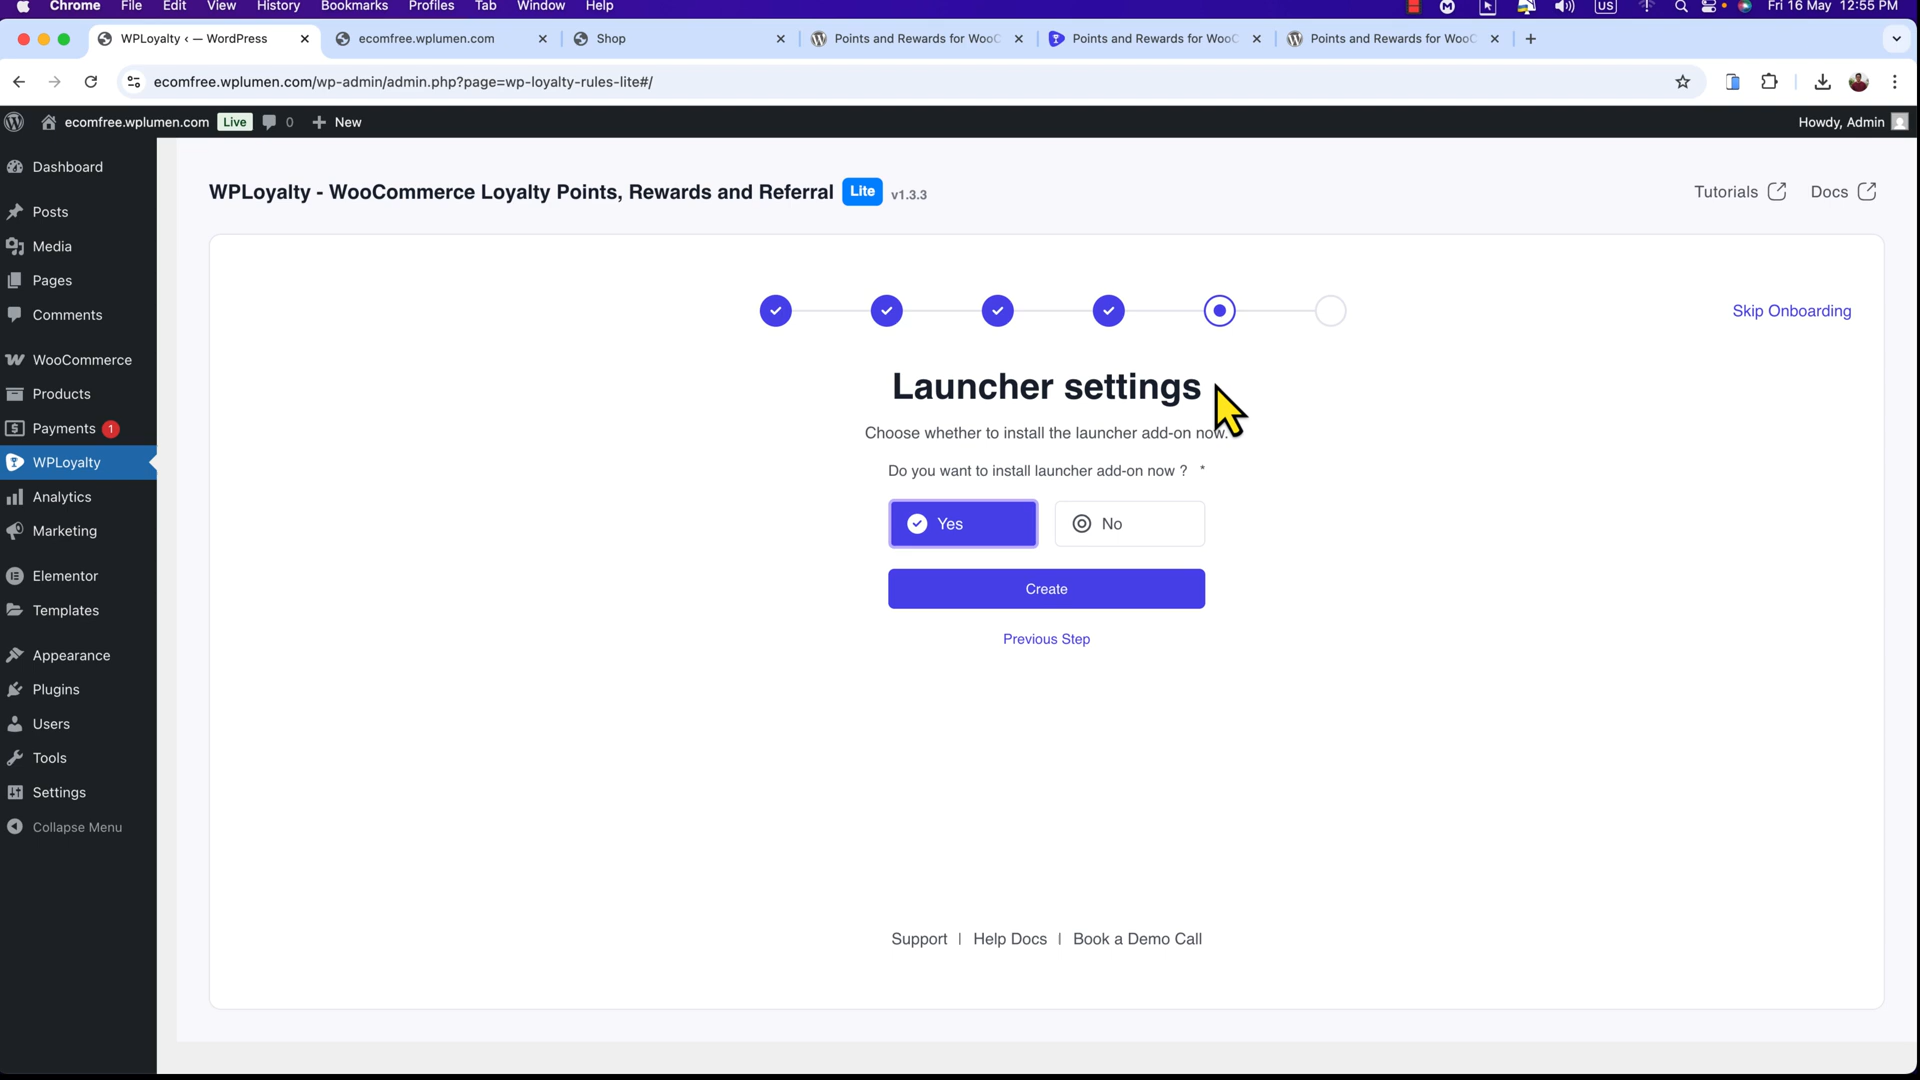 Chrome File Edit View History Bookmarks Profiles Tab Window Help US Fri 16 May 12:55 PM
WPLoyalty ‹ — WordPress ecomfree.wplumen.com Shop Points and Rewards for WooC Points and Rewards for WooC Points and Rewards for WooC
ecomfree.wplumen.com/wp-admin/admin.php?page=wp-loyalty-rules-lite#/
ecomfree.wplumen.com Live 0 New Howdy, Admin
Dashboard
Posts
Media
Pages
Comments
WooCommerce
Products
Payments 1
WPLoyalty
Analytics
Marketing
Elementor
Templates
Appearance
Plugins
Users
Tools
Settings
Collapse Menu
WPLoyalty - WooCommerce Loyalty Points, Rewards and Referral Lite v1.3.3
Tutorials Docs
Skip Onboarding
Launcher settings
Choose whether to install the launcher add-on now.
Do you want to install launcher add-on now ? *
Yes No
Create
Previous Step
Support | Help Docs | Book a Demo Call